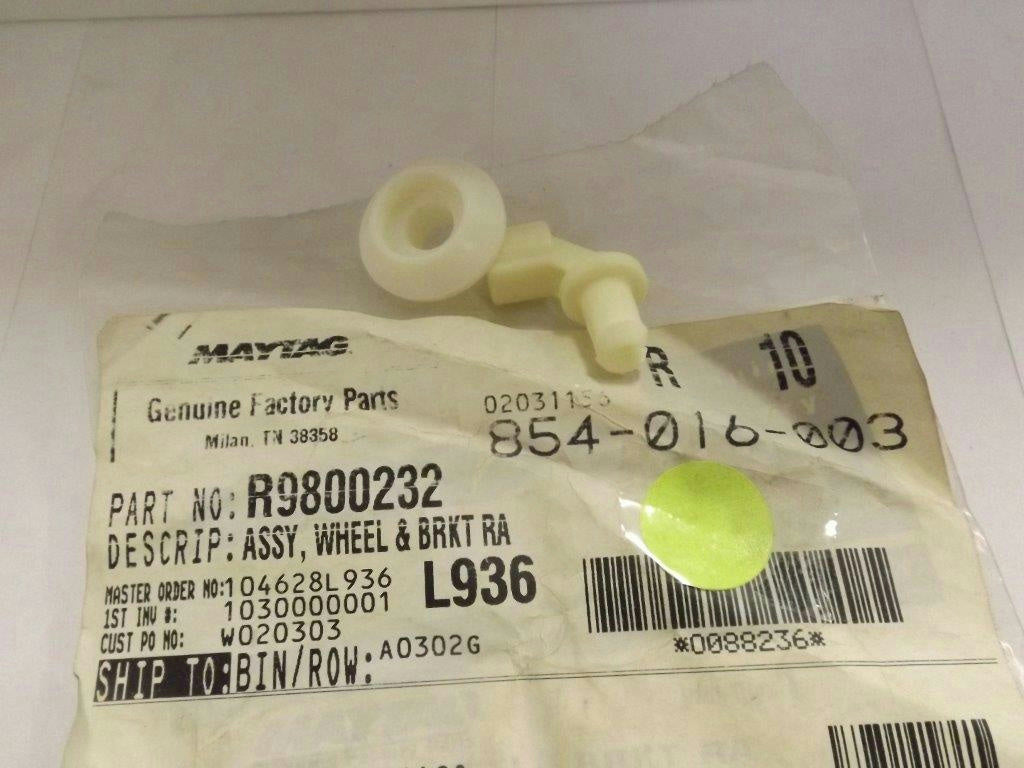 MAYTAG
R 10
Genuine Factory Parts
Milan, TN 38358
854-016-003
PART NO: R9800232
DESCRIP: ASSY, WHEEL & BRKT RA
MASTER ORDER NO: 104628L936
L936
1ST INV #: 1030000001
CUST PO NO: W020303
*0088236*
SHIP TO: BIN/ROW: A0302G